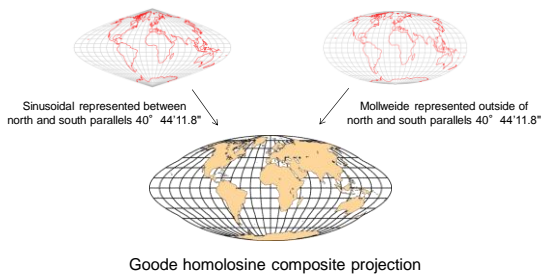 Sinusoidal represented between
north and south parallels 40° 44'11.8"
Mollweide represented outside of
north and south parallels 40° 44'11.8"
Goode homolosine composite projection